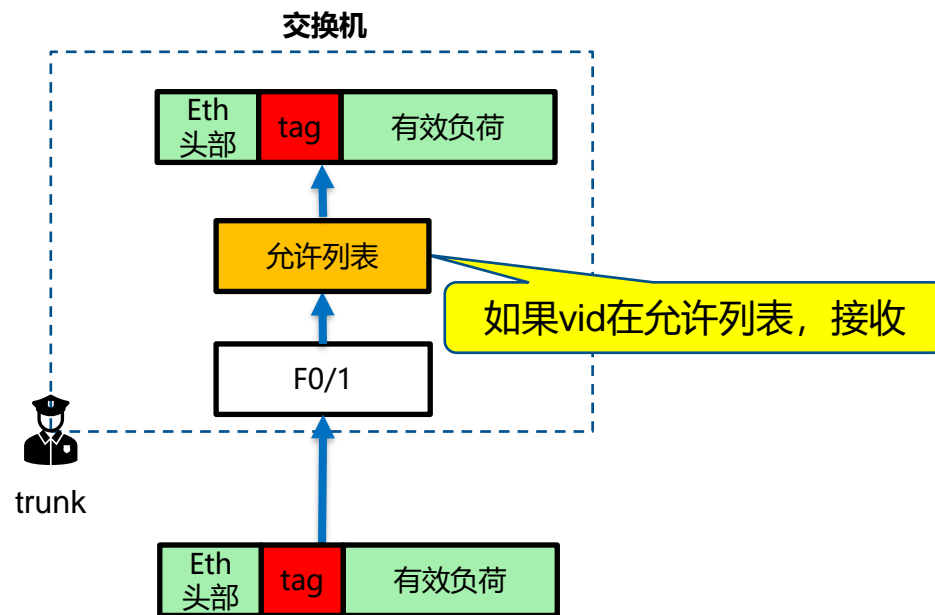 交换机
Eth
头部
tag
有效负荷
允许列表
如果vid在允许列表，接收
F0/1
trunk
Eth
头部
tag
有效负荷